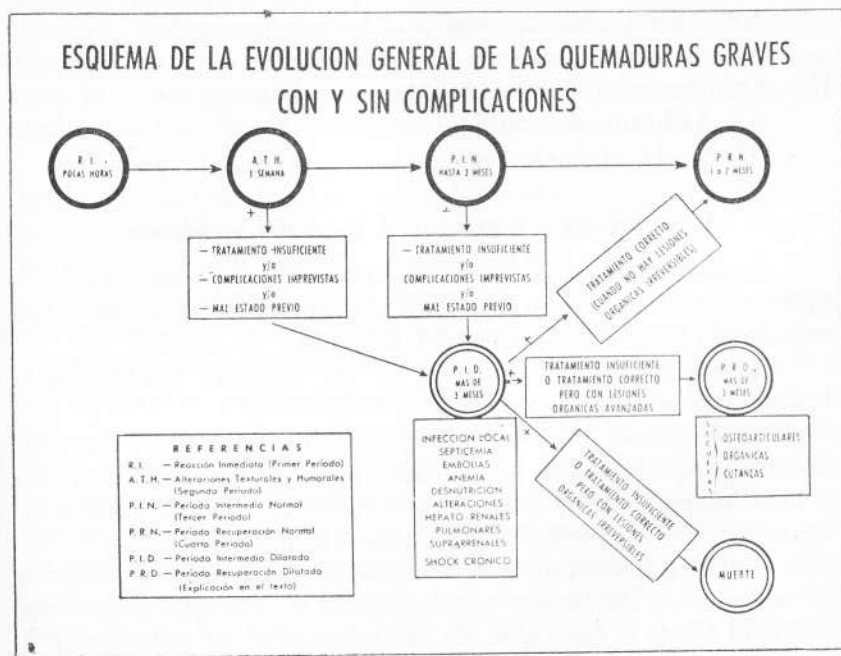 ESQUEMA DE LA EVOLUCION GENERAL DE LAS QUEMADURAS GRAVES
CON Y SIN COMPLICACIONES
R. I.
POCAS HORAS
A. T. H.
1 SEMANA
P. I. N.
HASTA 3 MESES
P. R. N.
1 a 2 MESES
— TRATAMIENTO INSUFICIENTE
y/o
— COMPLICACIONES IMPREVISTAS
y/o
— MAL ESTADO PREVIO
— TRATAMIENTO INSUFICIENTE
y/o
COMPLICACIONES IMPREVISTAS
y/o
MAL ESTADO PREVIO
TRATAMIENTO CORRECTO
(CUANDO NO HAY LESIONES
ORGANICAS IRREVERSIBLES)
P. I. D.
MAS DE
3 MESES
TRATAMIENTO INSUFICIENTE
O TRATAMIENTO CORRECTO
PERO CON LESIONES
ORGANICAS AVANZADAS
P. R. D.
MAS DE
3 MESES
INFECCION LOCAL
SEPTICEMIA
EMBOLIAS
ANEMIA
DESNUTRICION
ALTERACIONES
HEPATO-RENALES
PULMONARES
SUPRARRENALES
SHOCK CRONICO
TRATAMIENTO INSUFICIENTE
O TRATAMIENTO CORRECTO
PERO CON LESIONES
ORGANICAS IRREVERSIBLES
SECUELAS
OSTEOARTICULARES
ORGANICAS
CUTANEAS
MUERTE
REFERENCIAS
R. I. — Reacción Inmediata (Primer Período)
A. T. H. — Alteraciones Texturales y Humorales
(Segundo Período)
P. I. N. — Período Intermedio Normal
(Tercer Período)
P. R. N. — Período Recuperación Normal
(Cuarto Período)
P. I. D. — Período Intermedio Dilatado
P. R. D. — Período Recuperación Dilatada
(Explicación en el texto)